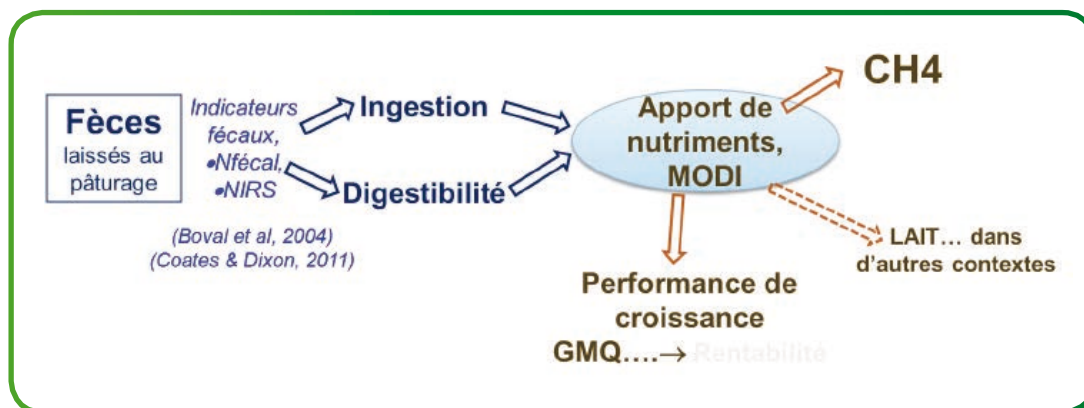 Fèces
laissés au
pâturage
Indicateurs
fécaux,
•Nfécal,
•NIRS
(Boval et al, 2004)
(Coates & Dixon, 2011)
Ingestion
Digestibilité
Apport de
nutriments,
MODI
CH4
LAIT… dans
d'autres contextes
Performance de
croissance
GMQ….→ Rentabilité